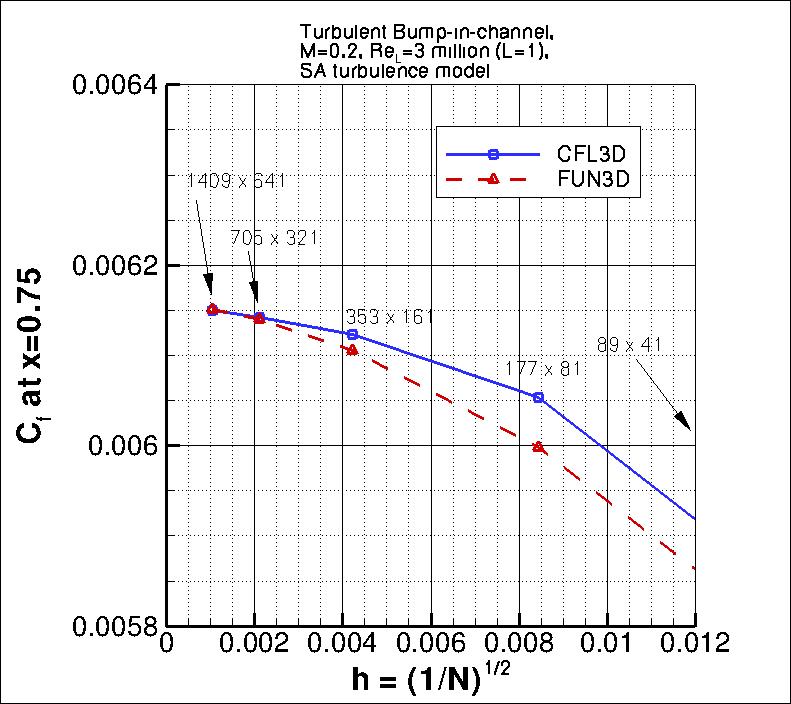 Turbulent Bump-in-channel,
M=0.2, ReL=3 million (L=1),
SA turbulence model
0.0064
CFL3D
FUN3D
1409 x 641
705 x 321
0.0062
353 x 161
89 x 41
177 x 81
Cf at x=0.75
0.006
0.0058
0 0.002 0.004 0.006 0.008 0.01 0.012
h = (1/N)1/2